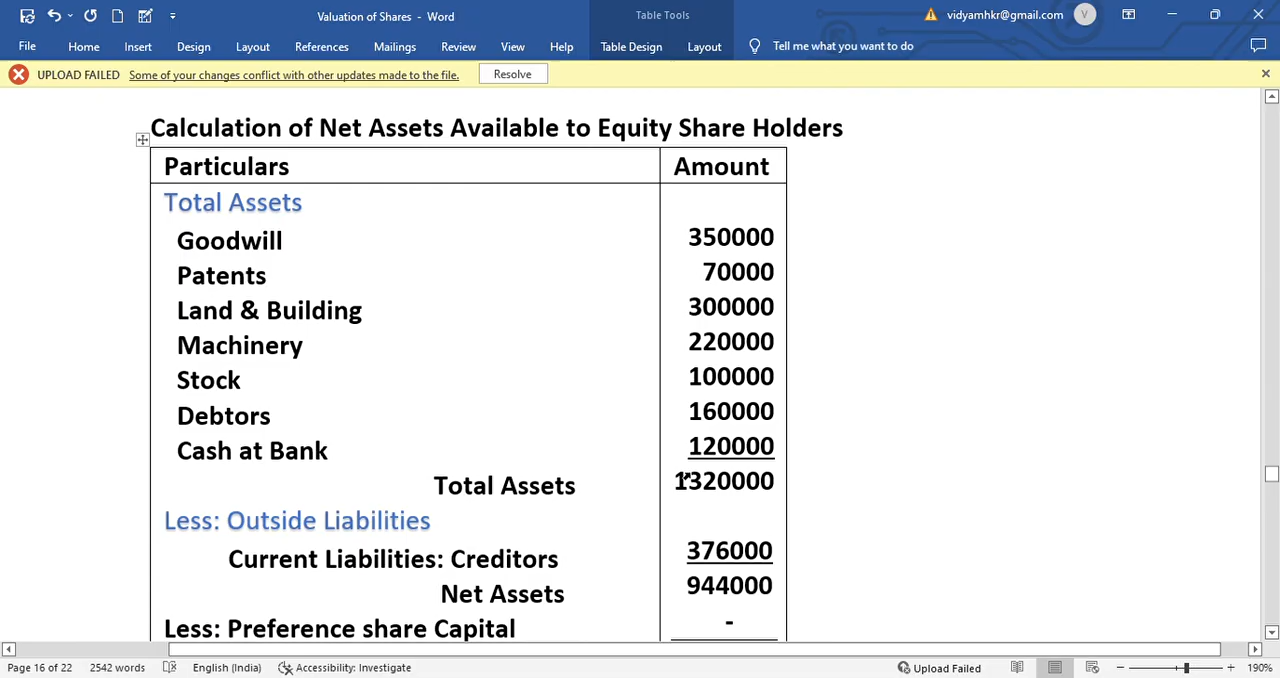 Valuation of Shares - Word
Table Tools
vidyamhkr@gmail.com
V
File Home Insert Design Layout References Mailings Review View Help Table Design Layout Tell me what you want to do
UPLOAD FAILED Some of your changes conflict with other updates made to the file. Resolve
Calculation of Net Assets Available to Equity Share Holders
Particulars Amount
Total Assets
Goodwill 350000
Patents 70000
Land & Building 300000
Machinery 220000
Stock 100000
Debtors 160000
Cash at Bank 120000
Total Assets 1320000
Less: Outside Liabilities
Current Liabilities: Creditors 376000
Net Assets 944000
Less: Preference share Capital -
Page 16 of 22 2542 words English (India) Accessibility: Investigate Upload Failed 190%